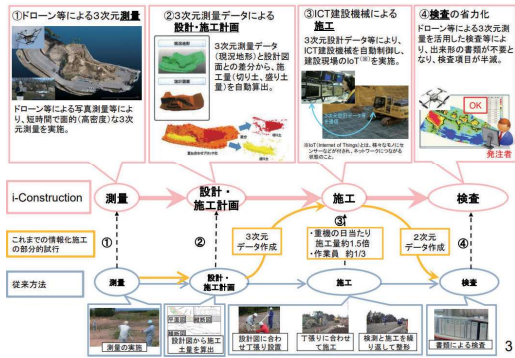 ①ドローン等による3次元測量
ドローン等による写真測量等に
より、短時間で面的(高密度)な3次
元測量を実施。
②3次元測量データによる
設計・施工計画
3次元測量データ
(現況地形)と設計図
面との差分から、施
工量(切り土、盛り土
量)を自動算出。
③ICT建設機械による
施工
3次元設計データ等により、
ICT建設機械を自動制御し、
建設現場のIoT(※)を実施。
※IoT(Internet of Things)とは、様々なモノにセ
ンサーなどが付され、ネットワークにつながる
状態のこと。
④検査の省力化
ドローン等による3次元測
量を活用した検査等によ
り、出来形の書類が不要と
なり、検査項目が半減。
OK
発注者
i-Construction
測量
設計・
施工計画
施工
検査
これまでの情報化施工
の部分的試行
①
②
3次元
データ作成
③
・重機の日当たり
施工量約1.5倍
・作業員 約1/3
2次元
データ作成
④
従来方法
測量
設計・
施工計画
施工
検査
測量の実施
平面図
縦断図
横断図
設計図から施工
土量を算出
設計図に合わ
せ丁張り設置
丁張りに合わせ
て施工
検測と施工を繰
り返して整形
書類による検査
3